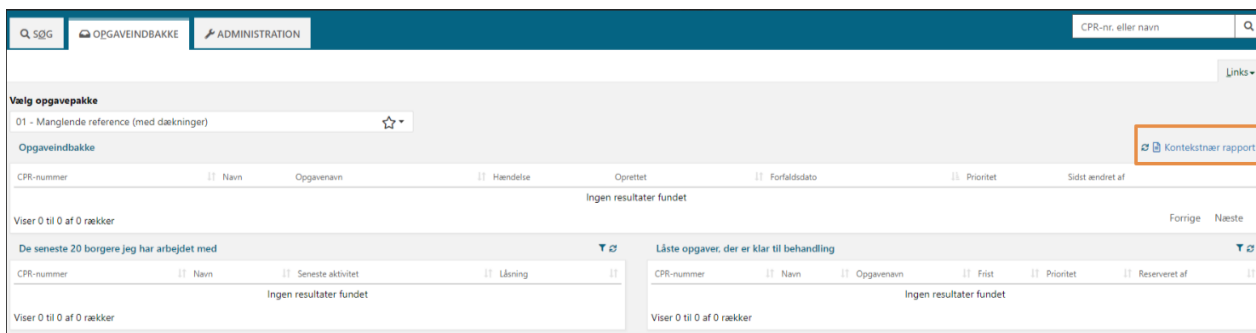 SØG OPGAVEINDBAKKE ADMINISTRATION CPR-nr. eller navn
Links
Vælg opgavepakke
01 - Manglende reference (med dækninger)
Opgaveindbakke Kontekstnær rapport
CPR-nummer Navn Opgavenavn Hændelse Oprettet Forfaldsdato Prioritet Sidst ændret af
Ingen resultater fundet
Viser 0 til 0 af 0 rækker Forrige Næste
De seneste 20 borgere jeg har arbejdet med Låste opgaver, der er klar til behandling
CPR-nummer Navn Seneste aktivitet Låsning CPR-nummer Navn Opgavenavn Frist Prioritet Reserveret af
Ingen resultater fundet Ingen resultater fundet
Viser 0 til 0 af 0 rækker Viser 0 til 0 af 0 rækker